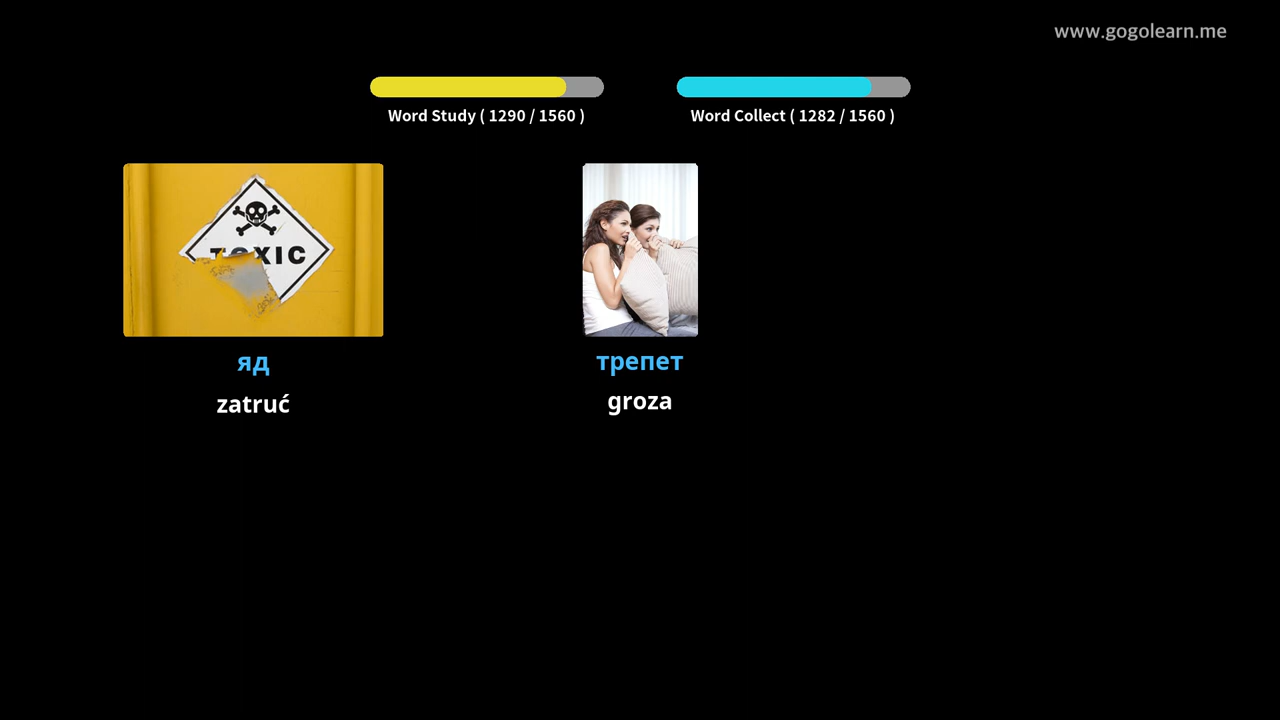 www.gogolearn.me
Word Study ( 1290 / 1560 )
Word Collect ( 1282 / 1560 )
TOXIC
яд
zatruć
трепет
groza